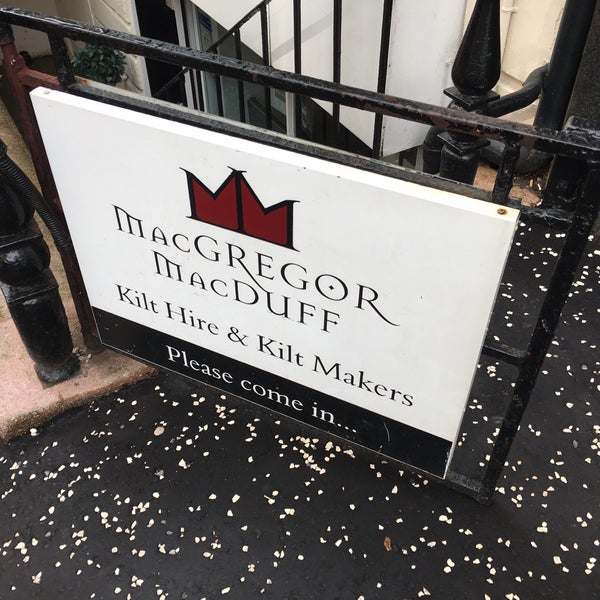 MacGREGOR
MacDUFF
Kilt Hire & Kilt Makers
Please come in...